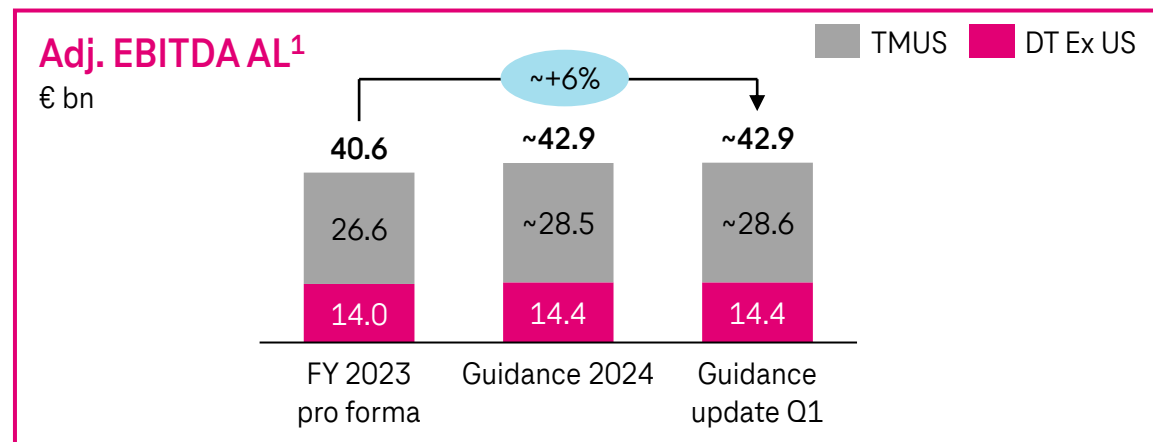 Adj. EBITDA AL¹
€ bn
TMUS
DT Ex US
~+6%
40.6
~42.9
~42.9
26.6
~28.5
~28.6
14.0
14.4
14.4
FY 2023
pro forma
Guidance 2024
Guidance
update Q1